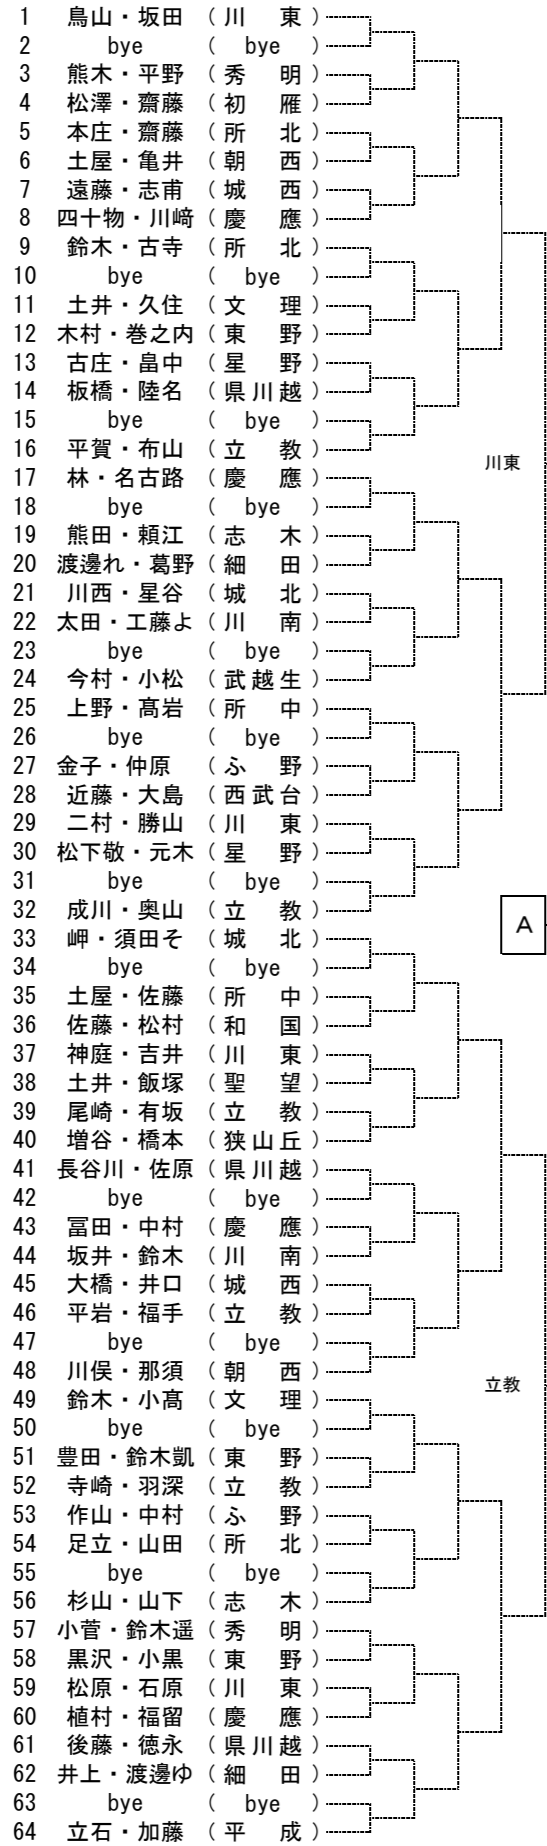 1 鳥山・坂田 （川 東）
2 bye （ bye ）
3 熊木・平野 （秀 明）
4 松澤・齋藤 （初 雁）
5 本庄・齋藤 （所 北）
6 土屋・亀井 （朝 西）
7 遠藤・志甫 （城 西）
8 四十物・川﨑 （慶 應）
9 鈴木・古寺 （所 北）
10 bye （ bye ）
11 土井・久住 （文 理）
12 木村・巻之内 （東 野）
13 古庄・畠中 （星 野）
14 板橋・陸名 （県川越）
15 bye （ bye ）
16 平賀・布山 （立 教）
川東
17 林・名古路 （慶 應）
18 bye （ bye ）
19 熊田・頼江 （志 木）
20 渡邊れ・葛野 （細 田）
21 川西・星谷 （城 北）
22 太田・工藤よ （川 南）
23 bye （ bye ）
24 今村・小松 （武越生）
25 上野・髙岩 （所 中）
26 bye （ bye ）
27 金子・仲原 （ふ 野）
28 近藤・大島 （西武台）
29 二村・勝山 （川 東）
30 松下敬・元木 （星 野）
31 bye （ bye ）
32 成川・奥山 （立 教）
A
33 岬・須田そ （城 北）
34 bye （ bye ）
35 土屋・佐藤 （所 中）
36 佐藤・松村 （和 国）
37 神庭・吉井 （川 東）
38 土井・飯塚 （聖 望）
39 尾崎・有坂 （立 教）
40 増谷・橋本 （狭山丘）
41 長谷川・佐原 （県川越）
42 bye （ bye ）
43 冨田・中村 （慶 應）
44 坂井・鈴木 （川 南）
45 大橋・井口 （城 西）
46 平岩・福手 （立 教）
47 bye （ bye ）
48 川俣・那須 （朝 西）
立教
49 鈴木・小髙 （文 理）
50 bye （ bye ）
51 豊田・鈴木凱 （東 野）
52 寺崎・羽深 （立 教）
53 作山・中村 （ふ 野）
54 足立・山田 （所 北）
55 bye （ bye ）
56 杉山・山下 （志 木）
57 小菅・鈴木遥 （秀 明）
58 黒沢・小黒 （東 野）
59 松原・石原 （川 東）
60 植村・福留 （慶 應）
61 後藤・徳永 （県川越）
62 井上・渡邊ゆ （細 田）
63 bye （ bye ）
64 立石・加藤 （平 成）